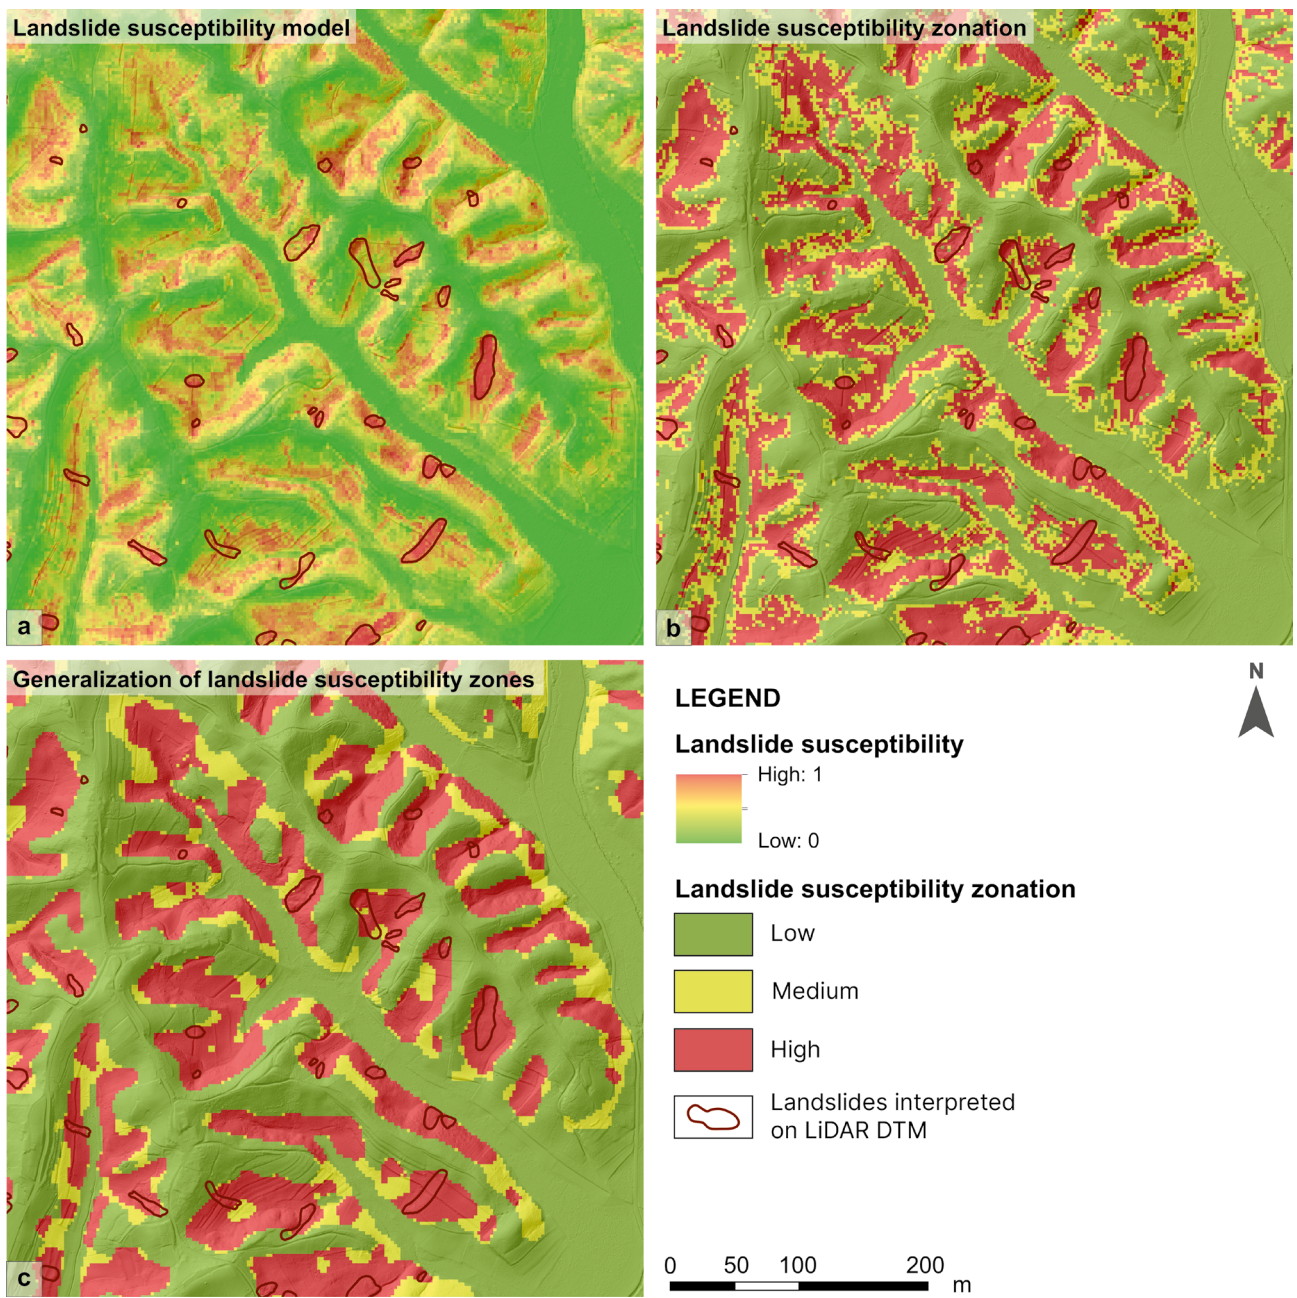 Landslide susceptibility model
Landslide susceptibility zonation
a
b
Generalization of landslide susceptibility zones
c
N
LEGEND
Landslide susceptibility
High: 1
=
Low: 0
Landslide susceptibility zonation
Low
Medium
High
Landslides interpreted
on LiDAR DTM
0 50 100 200
m